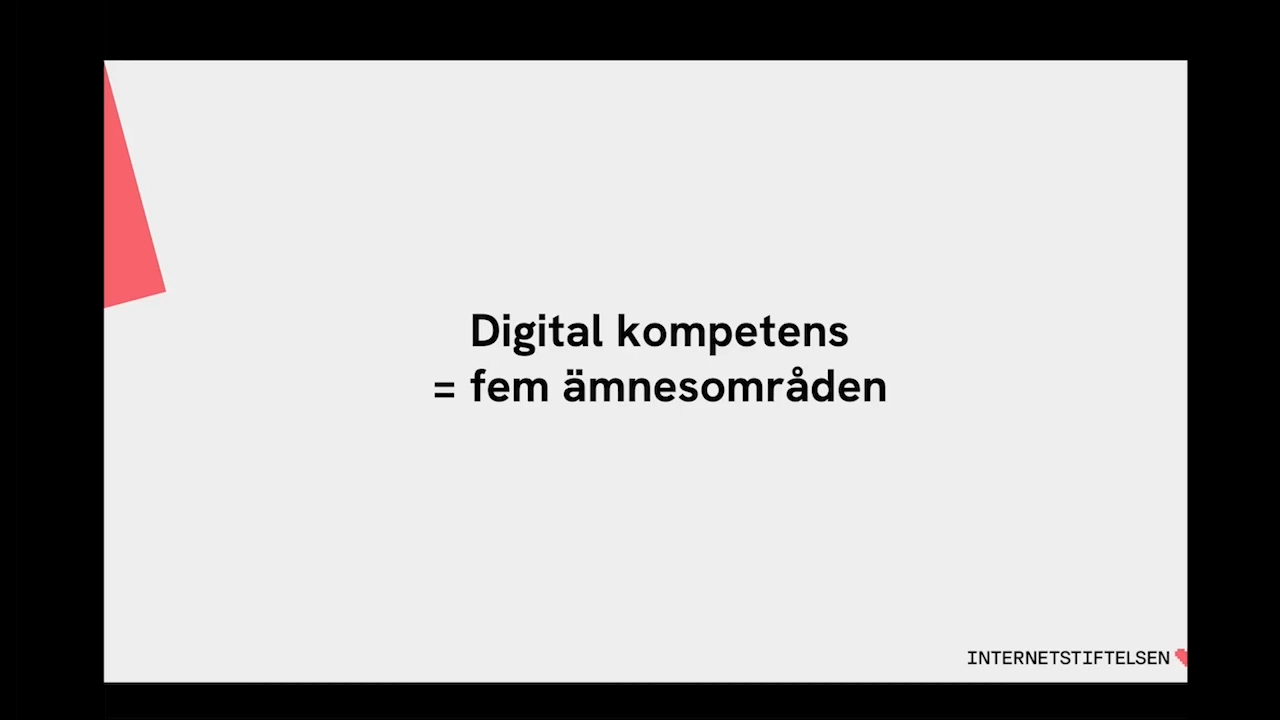 Digital kompetens
= fem ämnesområden
INTERNETSTIFTELSEN